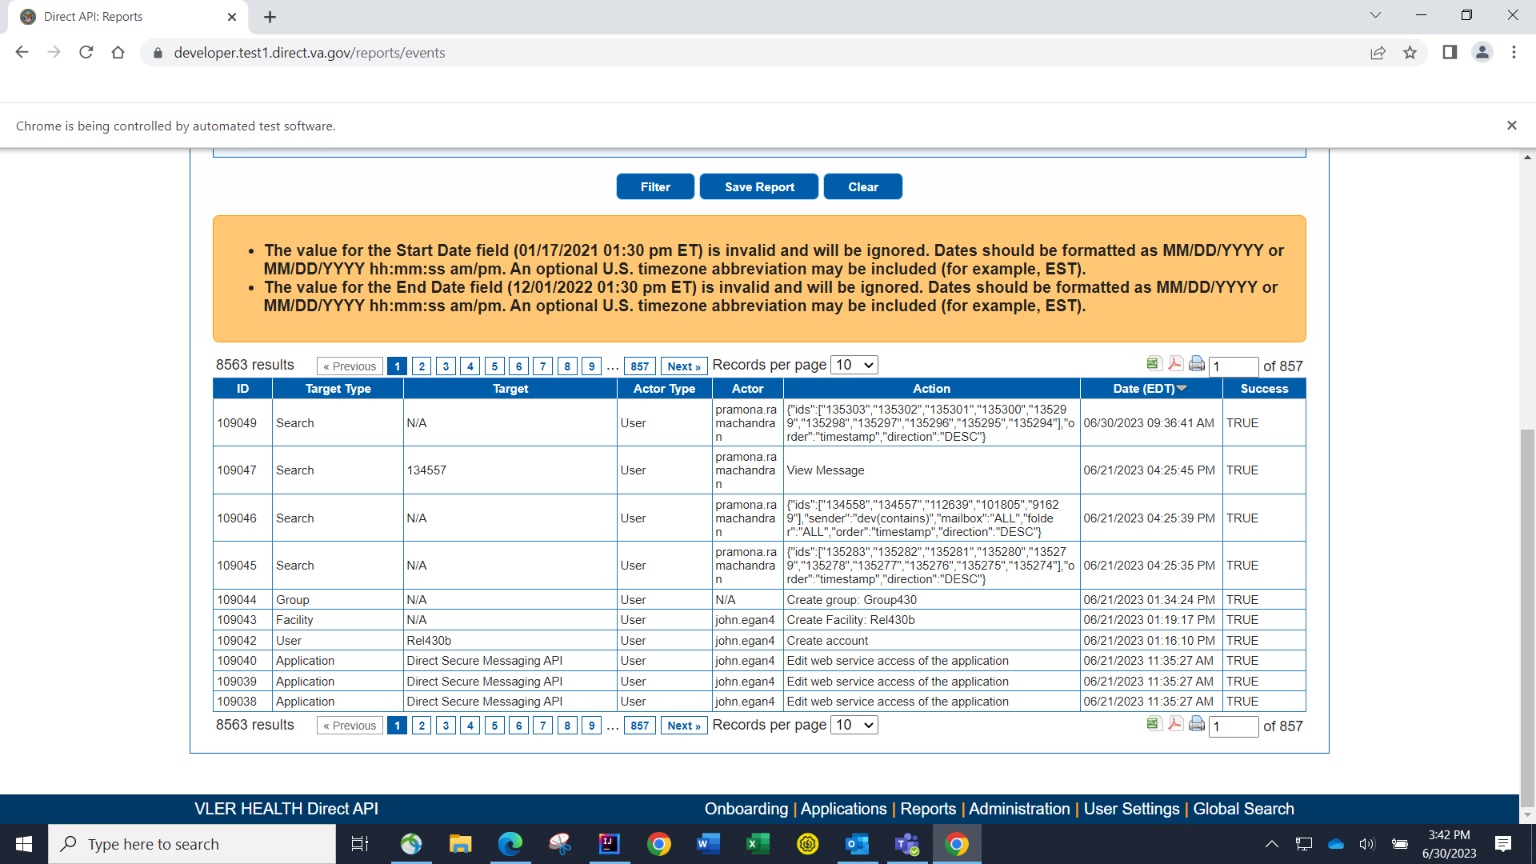 Direct API: Reports
developer.test1.direct.va.gov/reports/events
Chrome is being controlled by automated test software.
Filter Save Report Clear
• The value for the Start Date field (01/17/2021 01:30 pm ET) is invalid and will be ignored. Dates should be formatted as MM/DD/YYYY or
MM/DD/YYYY hh:mm:ss am/pm. An optional U.S. timezone abbreviation may be included (for example, EST).
• The value for the End Date field (12/01/2022 01:30 pm ET) is invalid and will be ignored. Dates should be formatted as MM/DD/YYYY or
MM/DD/YYYY hh:mm:ss am/pm. An optional U.S. timezone abbreviation may be included (for example, EST).
8563 results « Previous 1 2 3 4 5 6 7 8 9 ... 857 Next » Records per page 10 1 of 857
ID Target Type Target Actor Type Actor Action Date (EDT) Success
109049 Search N/A User pramona.ra
machandra
n {"ids":["135303","135302","135301","135300","13529
9","135298","135297","135296","135295","135294"],"o
rder":"timestamp","direction":"DESC"} 06/30/2023 09:36:41 AM TRUE
109047 Search 134557 User pramona.ra
machandra
n View Message 06/21/2023 04:25:45 PM TRUE
109046 Search N/A User pramona.ra
machandra
n {"ids":["134558","134557","112639","101805","9162
9"],"sender":"dev(contains)","mailbox":"ALL","folde
r":"ALL","order":"timestamp","direction":"DESC"} 06/21/2023 04:25:39 PM TRUE
109045 Search N/A User pramona.ra
machandra
n {"ids":["135283","135282","135281","135280","13527
9","135278","135277","135276","135275","135274"],"o
rder":"timestamp","direction":"DESC"} 06/21/2023 04:25:35 PM TRUE
109044 Group N/A User N/A Create group: Group430 06/21/2023 01:34:24 PM TRUE
109043 Facility N/A User john.egan4 Create Facility: Rel430b 06/21/2023 01:19:17 PM TRUE
109042 User Rel430b User john.egan4 Create account 06/21/2023 01:16:10 PM TRUE
109040 Application Direct Secure Messaging API User john.egan4 Edit web service access of the application 06/21/2023 11:35:27 AM TRUE
109039 Application Direct Secure Messaging API User john.egan4 Edit web service access of the application 06/21/2023 11:35:27 AM TRUE
109038 Application Direct Secure Messaging API User john.egan4 Edit web service access of the application 06/21/2023 11:35:27 AM TRUE
8563 results « Previous 1 2 3 4 5 6 7 8 9 ... 857 Next » Records per page 10 1 of 857
VLER HEALTH Direct API Onboarding | Applications | Reports | Administration | User Settings | Global Search
Type here to search
3:42 PM
6/30/2023